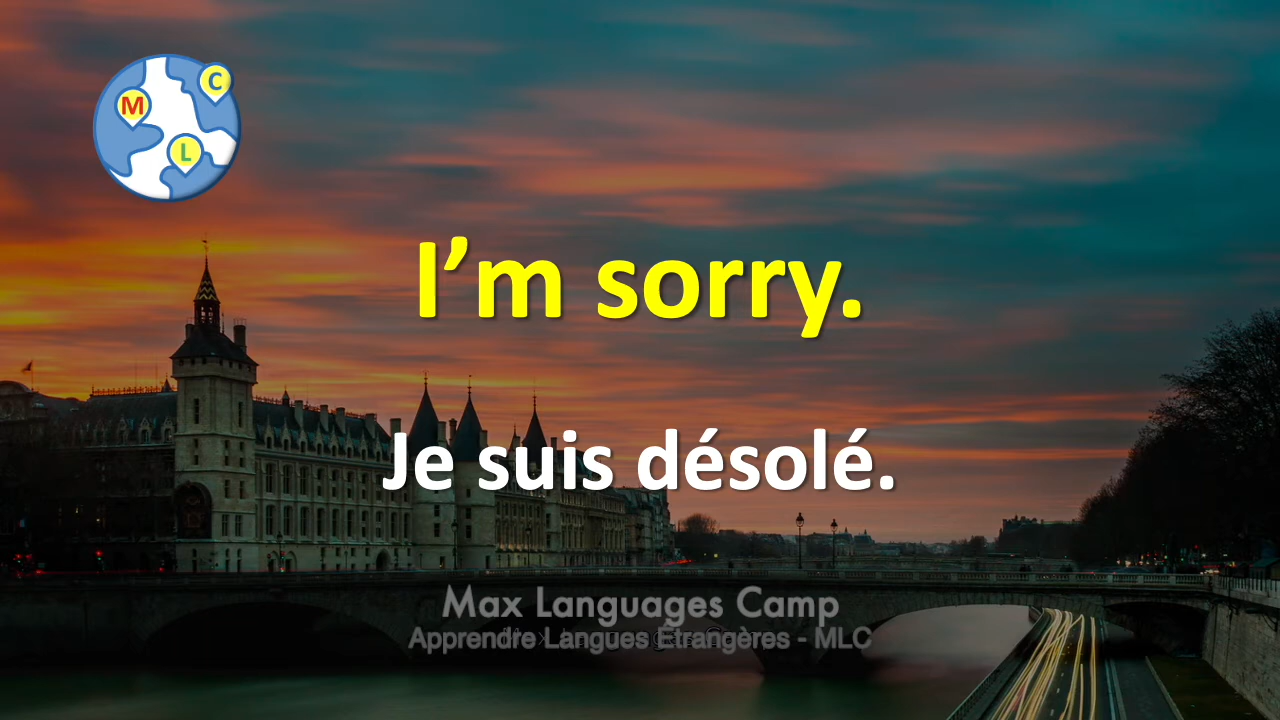 M
C
L
I’m sorry.
Je suis désolé.
Max Languages Camp
Apprendre Langues Étrangères - MLC